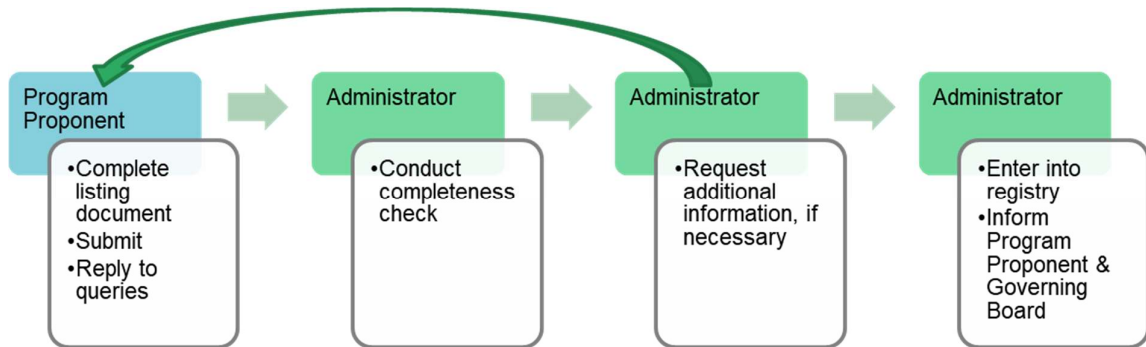 Program
Proponent
•Complete
listing
document
•Submit
•Reply to
queries
Administrator
•Conduct
completeness
check
Administrator
•Request
additional
information, if
necessary
Administrator
•Enter into
registry
•Inform
Program
Proponent &
Governing
Board